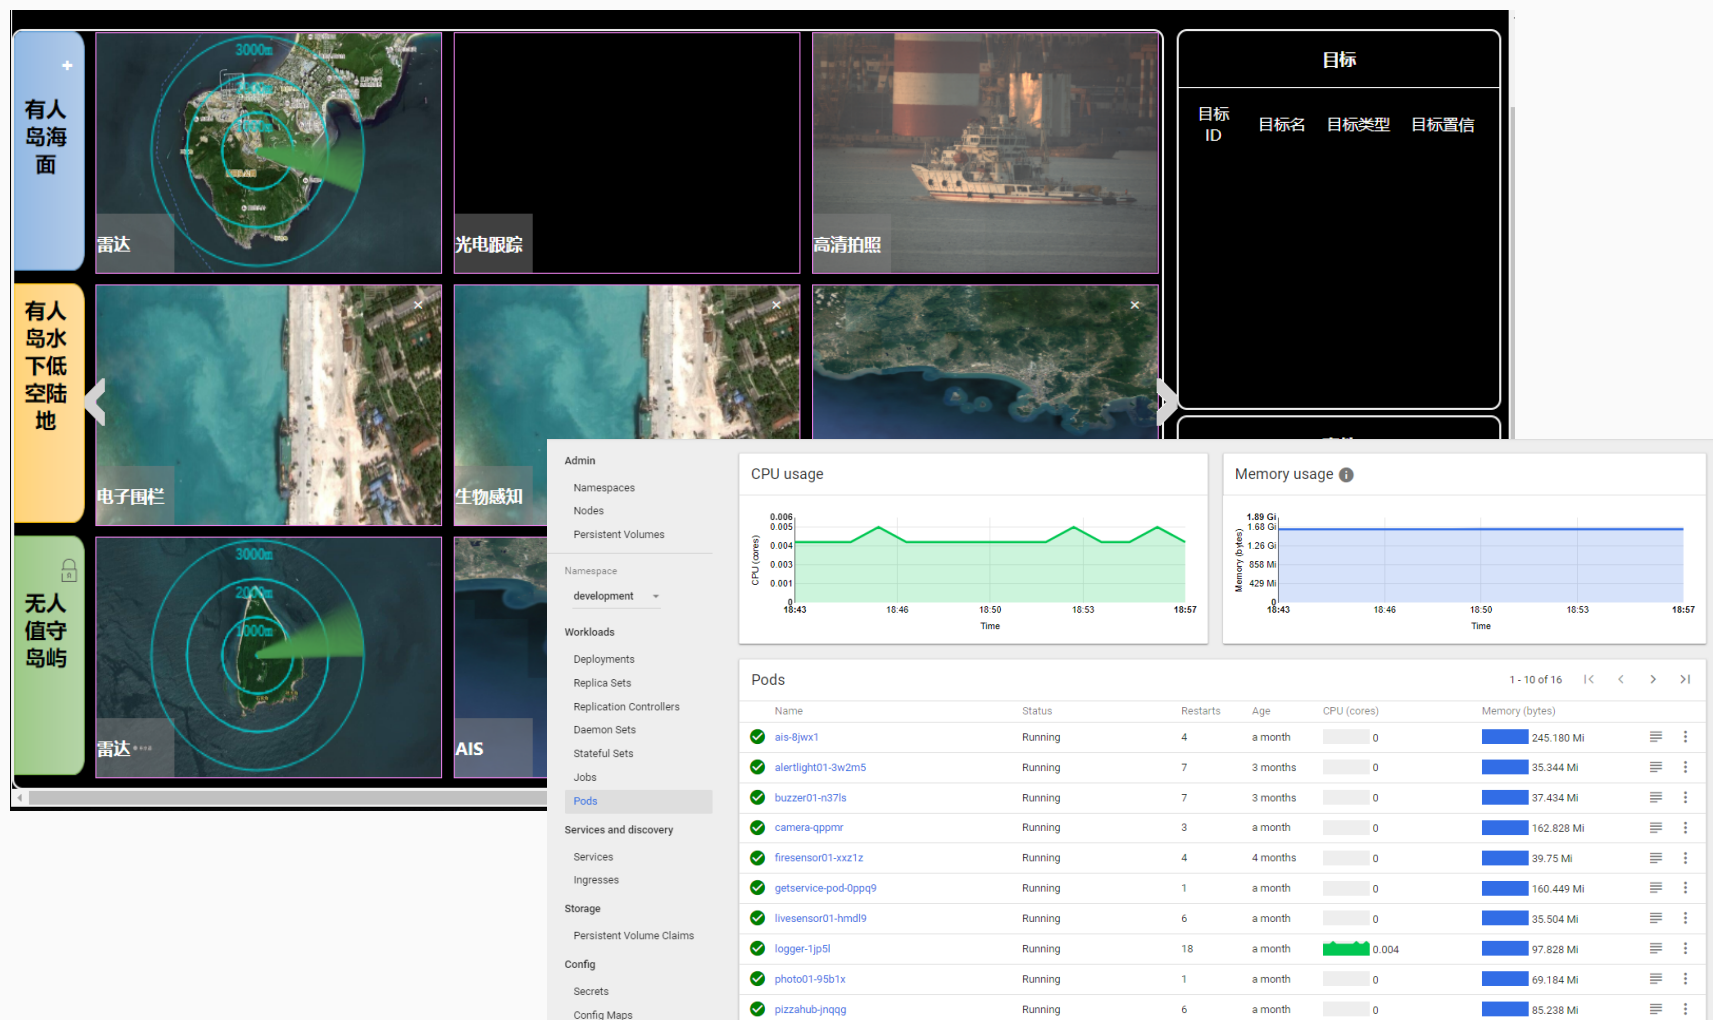 有人
岛海
面
3000m
1000m
雷达
光电跟踪
高清拍照
目标
目标
ID
目标名
目标类型
目标置信
有人
岛水
下低
空陆
地
电子围栏
生物感知
无人
值守
岛屿
3000m
2000m
1000m
雷达
AIS
Admin
Namespaces
Nodes
Persistent Volumes
Namespace
development
Workloads
Deployments
Replica Sets
Replication Controllers
Daemon Sets
Stateful Sets
Jobs
Pods
Services and discovery
Services
Ingresses
Storage
Persistent Volume Claims
Config
Secrets
Config Maps
CPU usage
CPU (cores)
0.006
0.005
0.004
0.003
0.001
0
18:43 18:46 18:50 18:53 18:57
Time
Memory usage
Memory (bytes)
1.89 Gi
1.68 Gi
1.26 Gi
858 Mi
429 Mi
0
18:43 18:46 18:50 18:53 18:57
Time
Pods
1 - 10 of 16
Name Status Restarts Age CPU (cores) Memory (bytes)
ais-8jwx1 Running 4 a month 0 245.180 Mi
alertlight01-3w2m5 Running 7 3 months 0 35.344 Mi
buzzer01-n37ls Running 7 3 months 0 37.434 Mi
camera-qppmr Running 3 a month 0 162.828 Mi
firesensor01-xxz1z Running 4 4 months 0 39.75 Mi
getservice-pod-0ppq9 Running 1 a month 0 160.449 Mi
livesensor01-hmdl9 Running 6 a month 0 35.504 Mi
logger-1jp5l Running 18 a month 0.004 97.828 Mi
photo01-95b1x Running 1 a month 0 69.184 Mi
pizzahub-jnqqg Running 6 a month 0 85.238 Mi